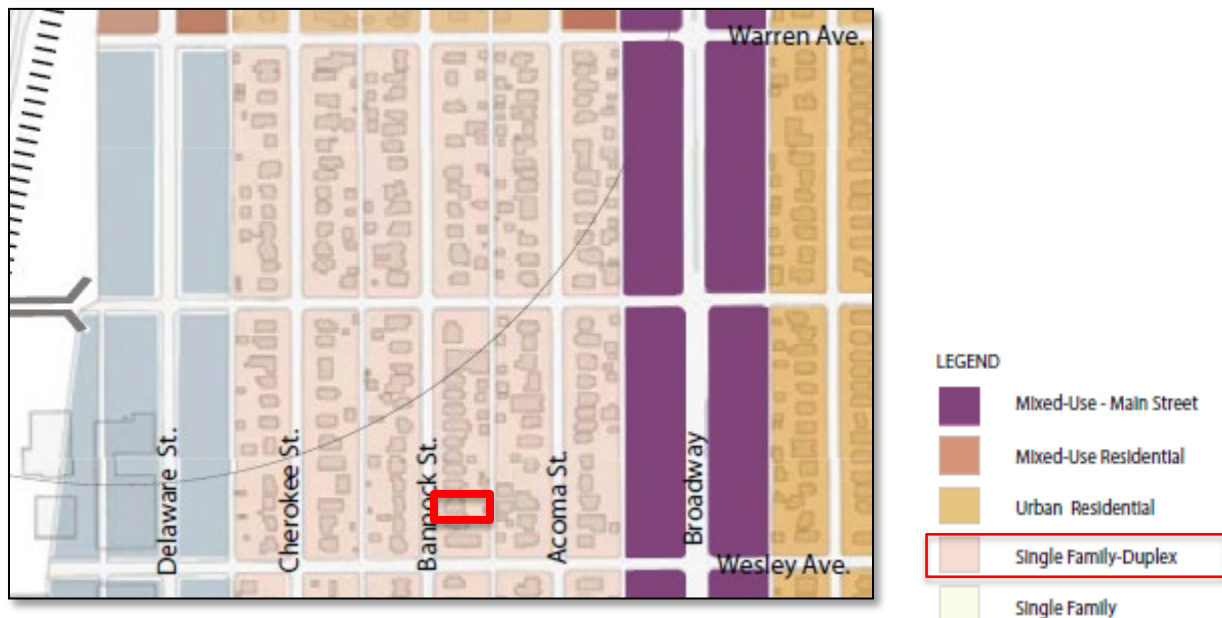 Warren Ave.
Delaware St.
Cherokee St.
Bannock St.
Acoma St.
Broadway
Wesley Ave.
LEGEND
Mixed-Use - Main Street
Mixed-Use Residential
Urban Residential
Single Family-Duplex
Single Family